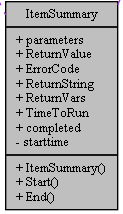 ItemSummary
+ parameters
+ ReturnValue
+ ErrorCode
+ ReturnString
+ ReturnVars
+ TimeToRun
+ completed
- starttime
+ ItemSummary()
+ Start()
+ End()